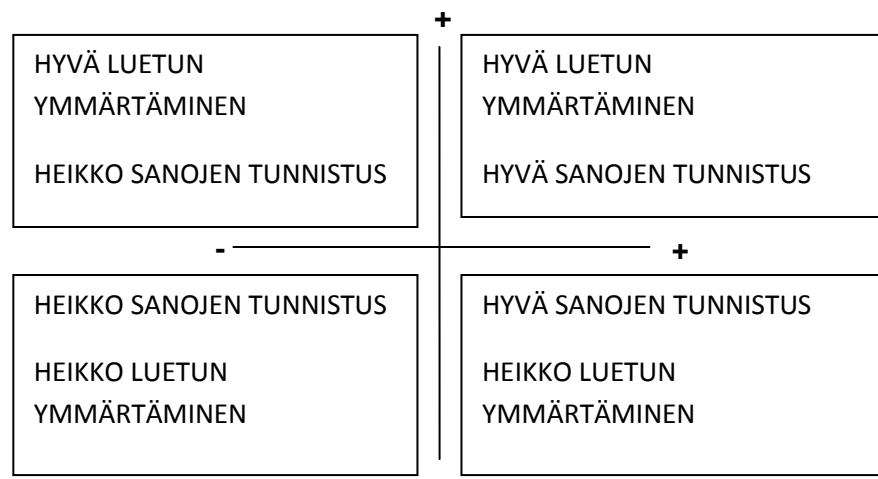 +
HYVÄ LUETUN
YMMÄRTÄMINEN
HEIKKO SANOJEN TUNNISTUS
HYVÄ LUETUN
YMMÄRTÄMINEN
HYVÄ SANOJEN TUNNISTUS
-
+
HEIKKO SANOJEN TUNNISTUS
HEIKKO LUETUN
YMMÄRTÄMINEN
HYVÄ SANOJEN TUNNISTUS
HEIKKO LUETUN
YMMÄRTÄMINEN